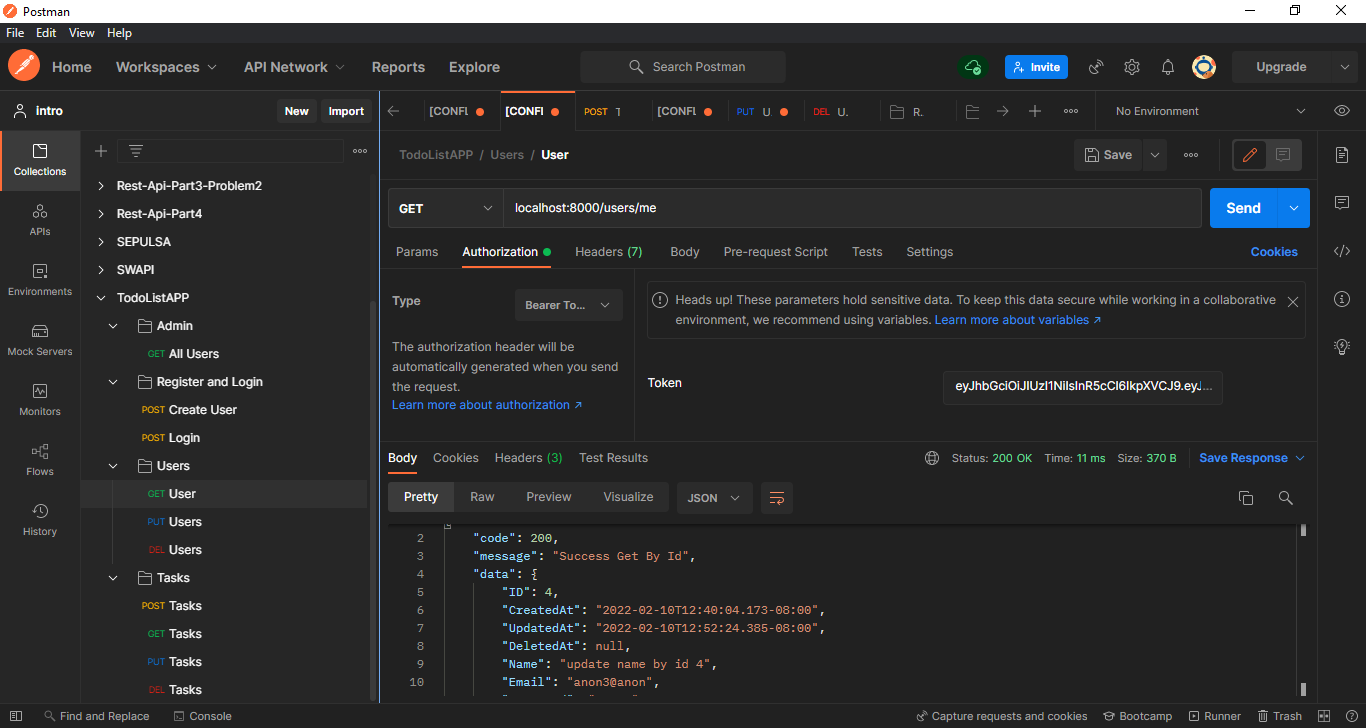 Postman
File Edit View Help
Home Workspaces API Network Reports Explore Search Postman Invite Upgrade
intro New Import [CONFI [CONFI POST T [CONFI PUT U. DEL U. R. No Environment
Collections
APIs
Environments
Mock Servers
Monitors
Flows
History
Rest-Api-Part3-Problem2
Rest-Api-Part4
SEPULSA
SWAPI
TodoListAPP
Admin
GET All Users
Register and Login
POST Create User
POST Login
Users
GET User
PUT Users
DEL Users
Tasks
POST Tasks
GET Tasks
PUT Tasks
DEL Tasks
TodoListAPP / Users / User Save
GET localhost:8000/users/me Send
Params Authorization Headers (7) Body Pre-request Script Tests Settings Cookies
Type Bearer To...
The authorization header will be
automatically generated when you send
the request.
Learn more about authorization ↗
Heads up! These parameters hold sensitive data. To keep this data secure while working in a collaborative
environment, we recommend using variables. Learn more about variables ↗
Token eyJhbGciOiJIUzI1NiIsInR5cCI6IkpXVCJ9.eyJ...
Body Cookies Headers (3) Test Results Status: 200 OK Time: 11 ms Size: 370 B Save Response
Pretty Raw Preview Visualize JSON
2 "code": 200,
3 "message": "Success Get By Id",
4 "data": {
5 "ID": 4,
6 "CreatedAt": "2022-02-10T12:40:04.173-08:00",
7 "UpdatedAt": "2022-02-10T12:52:24.385-08:00",
8 "DeletedAt": null,
9 "Name": "update name by id 4",
10 "Email": "anon3@anon",
Find and Replace Console Capture requests and cookies Bootcamp Runner Trash